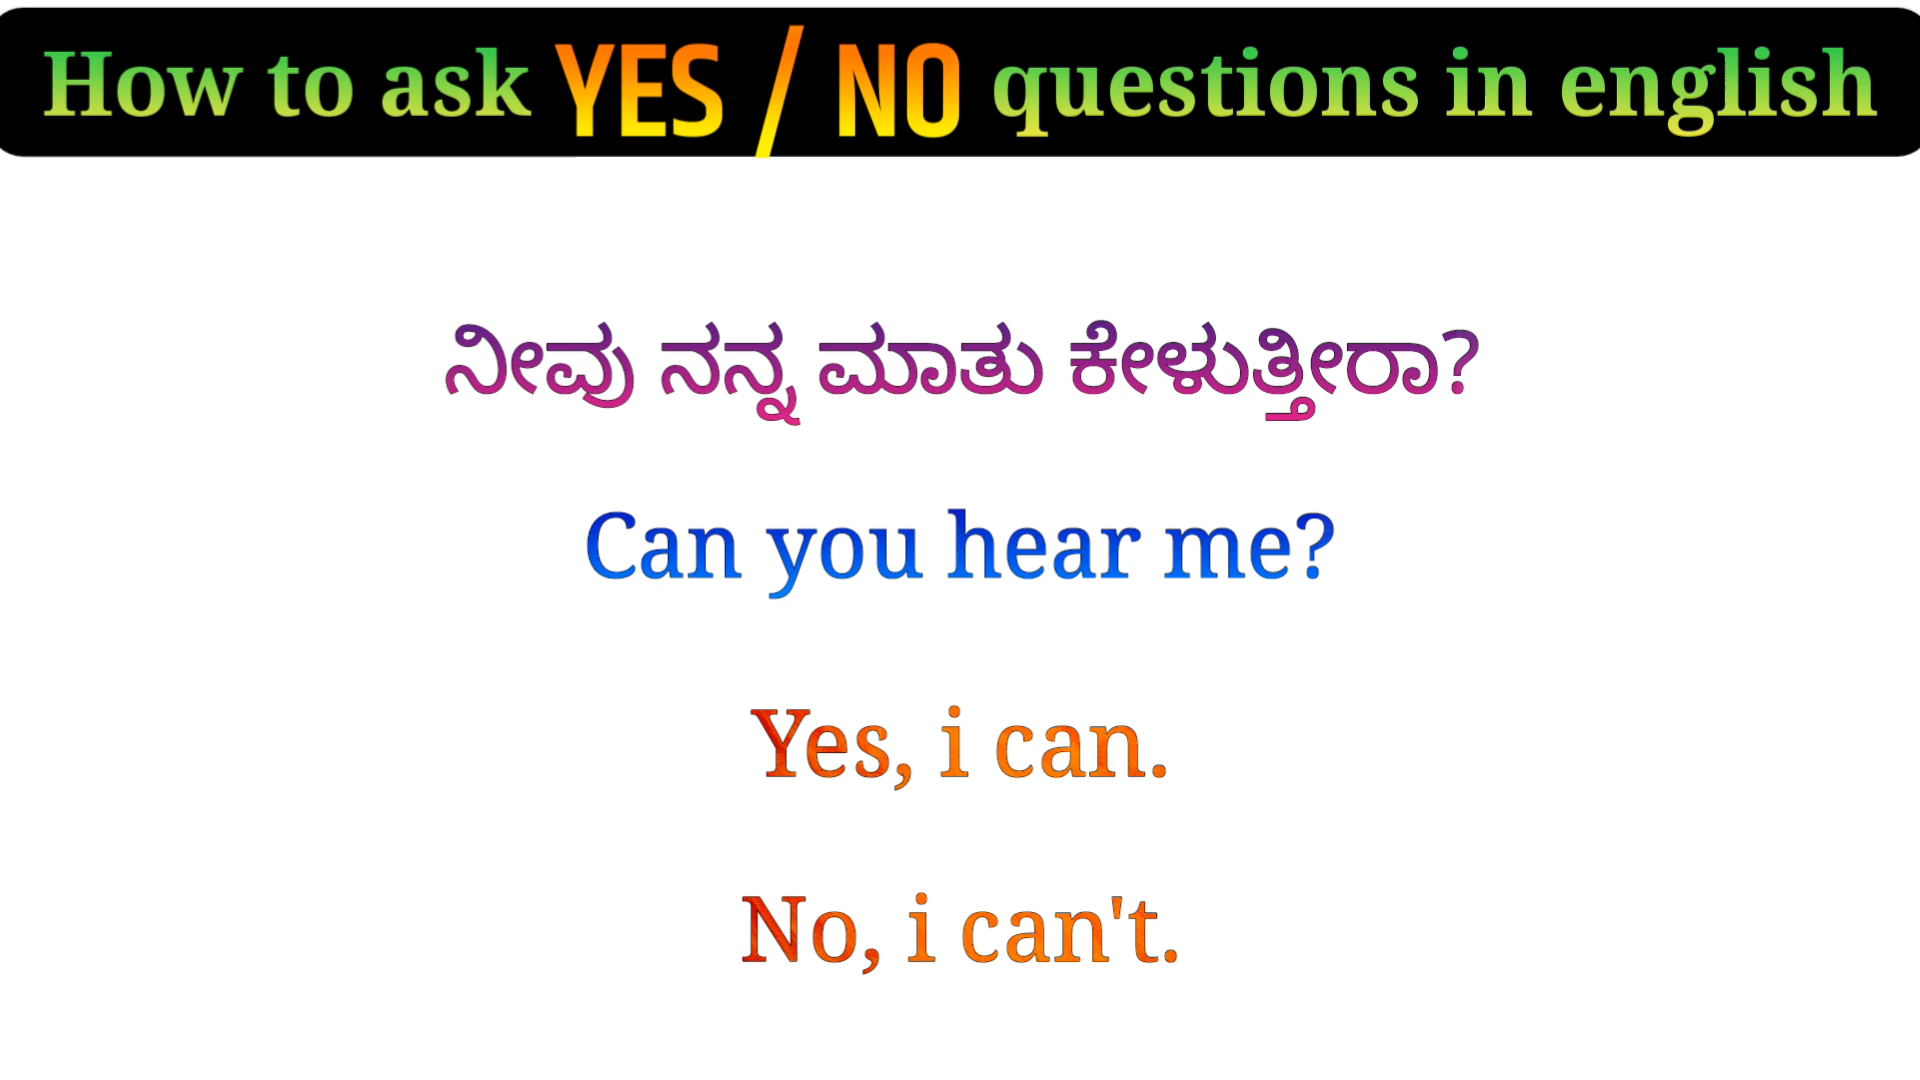 How to ask YES / NO questions in english
ನೀವು ನನ್ನ ಮಾತು ಕೇಳುತ್ತೀರಾ?
Can you hear me?
Yes, i can.
No, i can't.